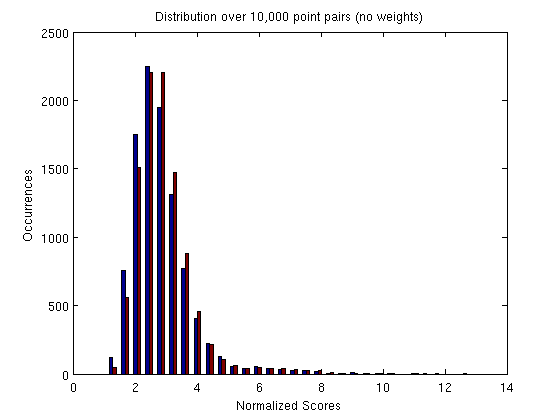 Distribution over 10,000 point pairs (no weights)
2500
2000
1500
1000
500
0
0 2 4 6 8 10 12 14
Occurrences
Normalized Scores